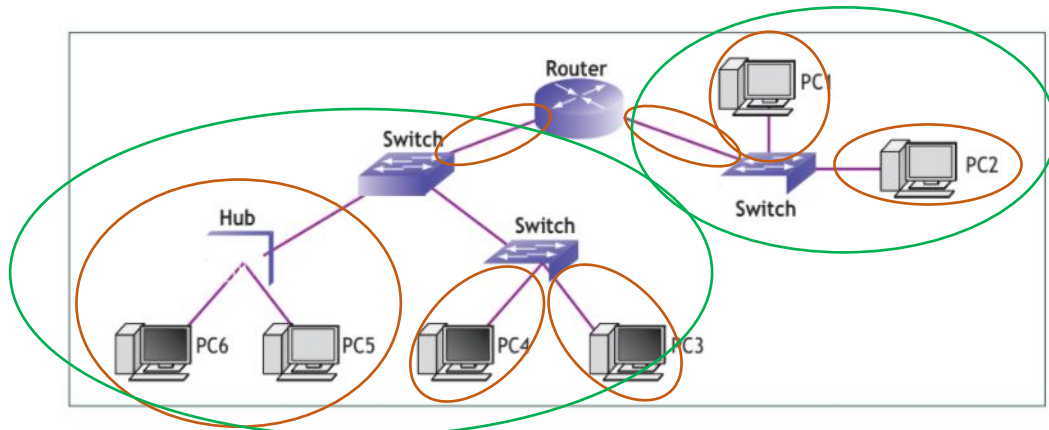 Router
PC1
Switch
PC2
Switch
Hub
Switch
PC6
PC5
PC4
PC3